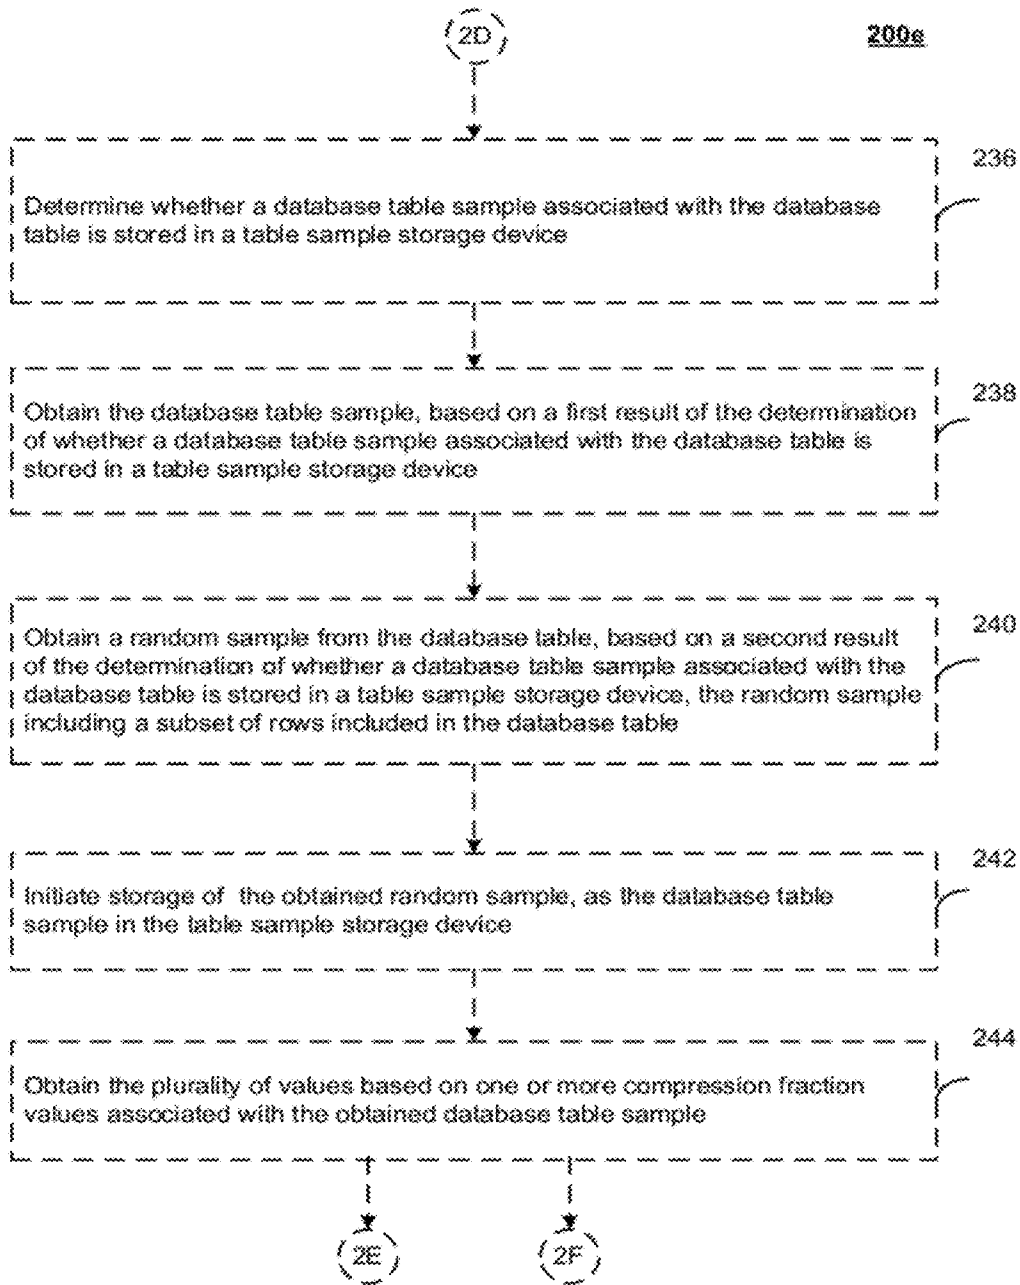 2D
200e
236
Determine whether a database table sample associated with the database
table is stored in a table sample storage device
238
Obtain the database table sample, based on a first result of the determination
of whether a database table sample associated with the database table is
stored in a table sample storage device
240
Obtain a random sample from the database table, based on a second result
of the determination of whether a database table sample associated with the
database table is stored in a table sample storage device, the random sample
including a subset of rows included in the database table
242
Initiate storage of the obtained random sample, as the database table
sample in the table sample storage device
244
Obtain the plurality of values based on one or more compression fraction
values associated with the obtained database table sample
2E
2F